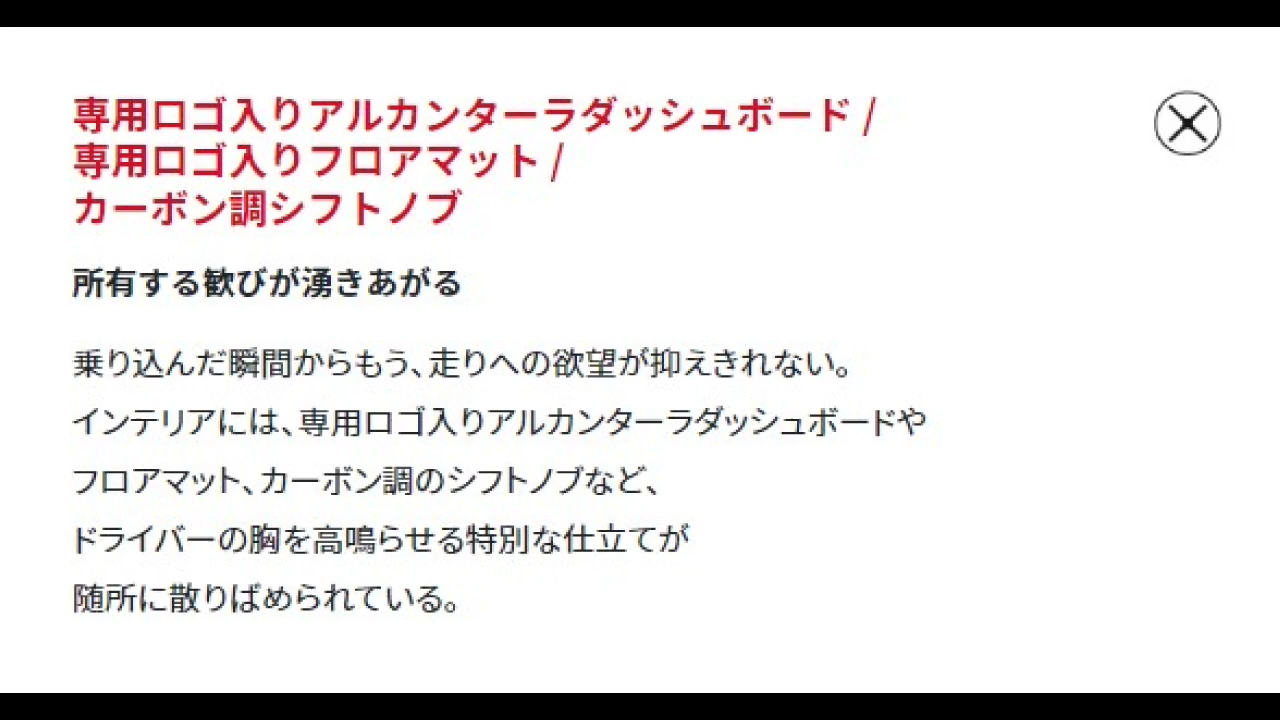 専用ロゴ入りアルカンターラダッシュボード /
専用ロゴ入りフロアマット /
カーボン調シフトノブ
所有する歓びが湧きあがる
乗り込んだ瞬間からもう、走りへの欲望が抑えきれない。
インテリアには、専用ロゴ入りアルカンターラダッシュボードや
フロアマット、カーボン調のシフトノブなど、
ドライバーの胸を高鳴らせる特別な仕立てが
随所に散りばめられている。